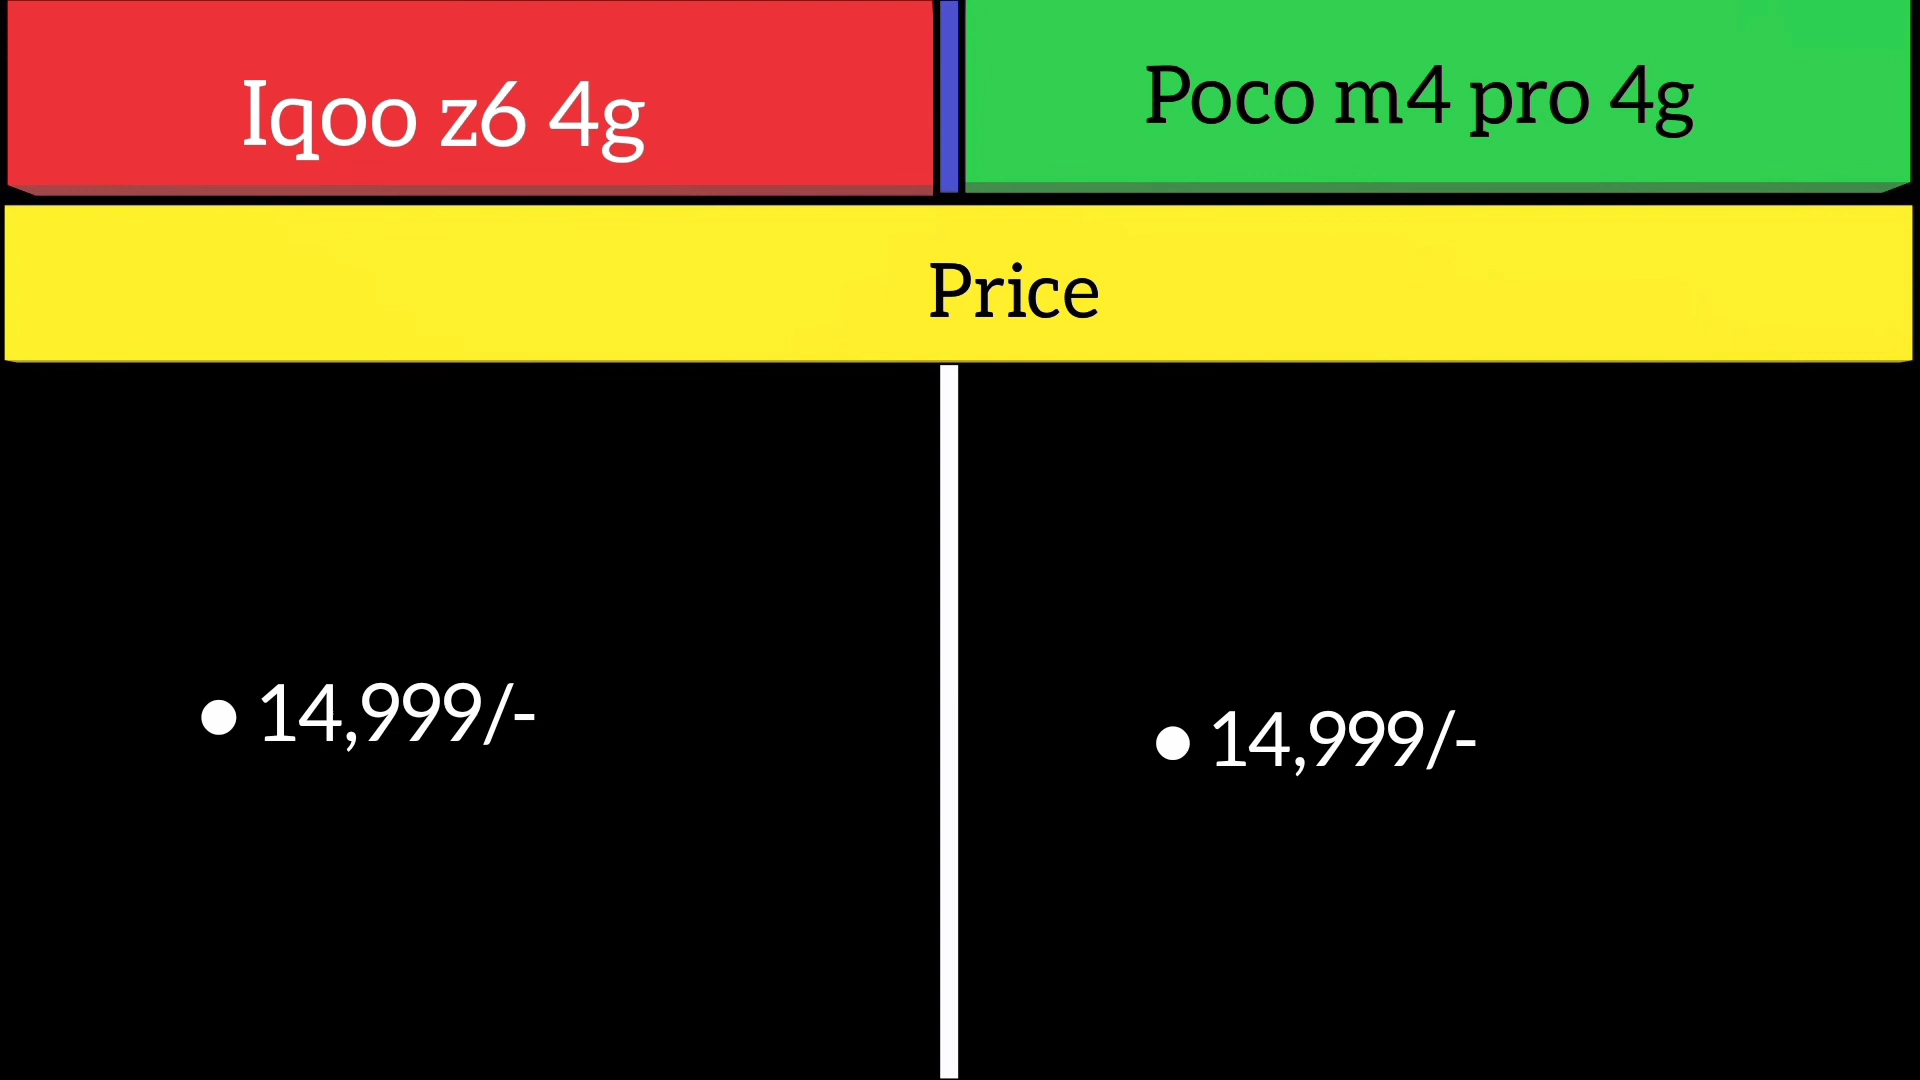 Iqoo z6 4g
Poco m4 pro 4g
Price
● 14,999/-
● 14,999/-